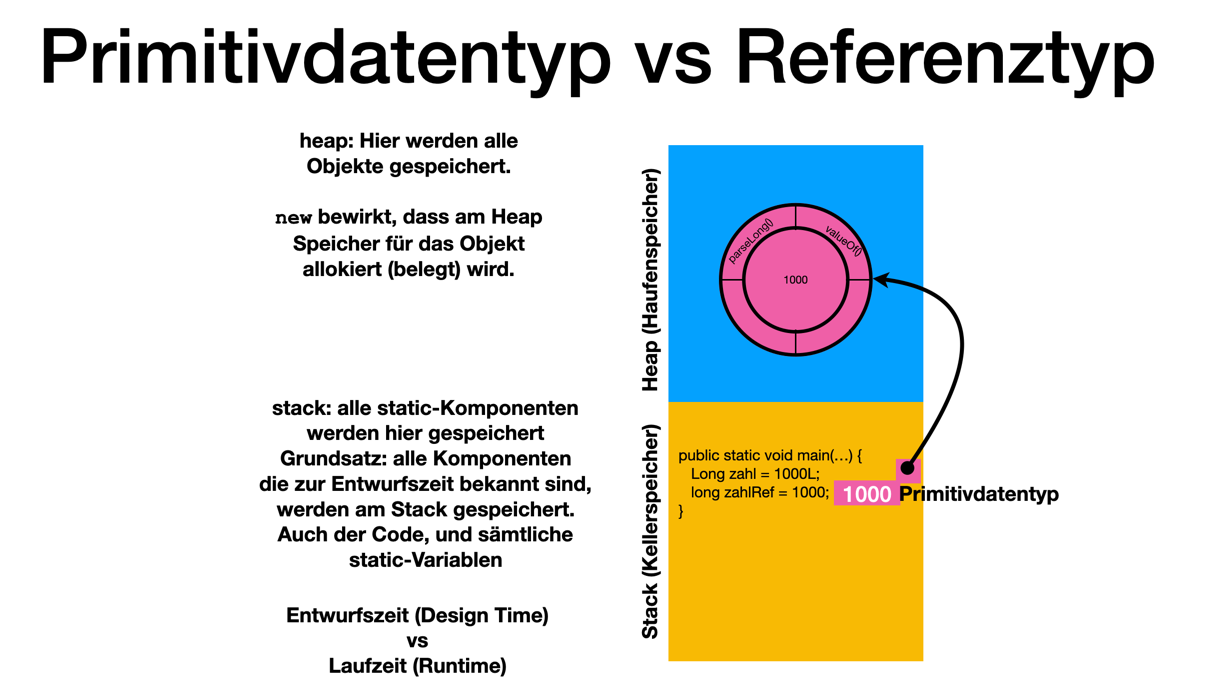 Primitivdatentyp vs Referenztyp
heap: Hier werden alle
Objekte gespeichert.
new bewirkt, dass am Heap
Speicher für das Objekt
allokiert (belegt) wird.
stack: alle static-Komponenten
werden hier gespeichert
Grundsatz: alle Komponenten
die zur Entwurfszeit bekannt sind,
werden am Stack gespeichert.
Auch der Code, und sämtliche
static-Variablen
Entwurfszeit (Design Time)
vs
Laufzeit (Runtime)
Heap (Haufenspeicher)
parseLong()
valueOf()
1000
Stack (Kellerspeicher)
public static void main(…) {
Long zahl = 1000L;
long zahlRef = 1000;
}
1000
Primitivdatentyp